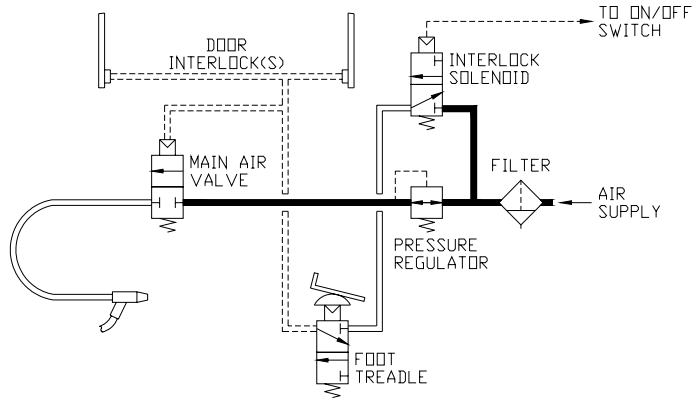 TO ON/OFF
SWITCH
DOOR
INTERLOCK(S)
INTERLOCK
SOLENOID
MAIN AIR
VALVE
FILTER
AIR
SUPPLY
PRESSURE
REGULATOR
FOOT
TREADLE